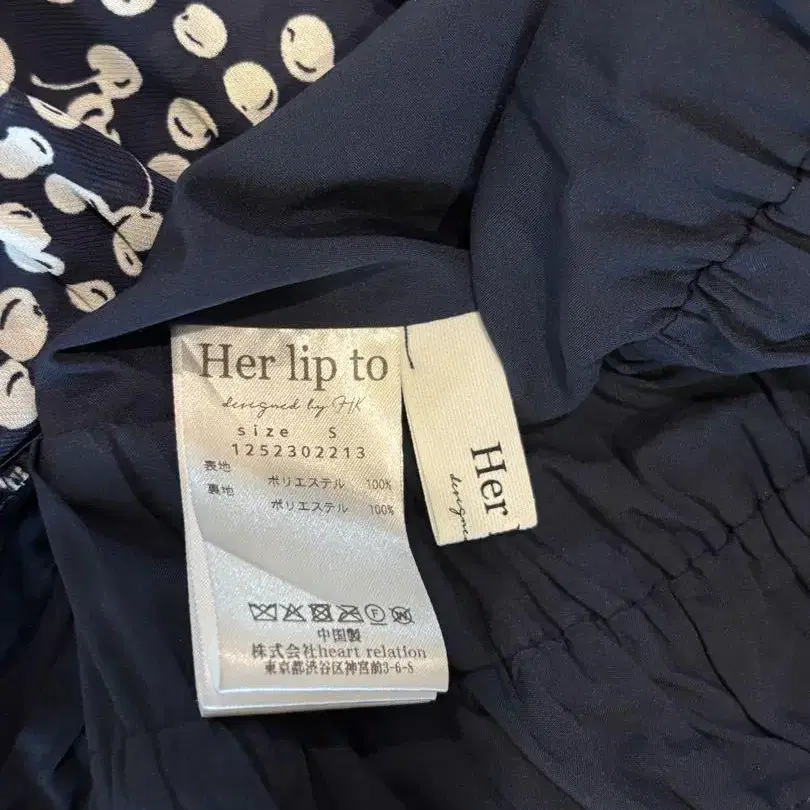 Her lip to
designed by HK
size S
1252302213
表地 ポリエステル 100%
裏地 ポリエステル 100%
中国製
株式会社heart relation
東京都渋谷区神宮前3-6-8
Her
designe